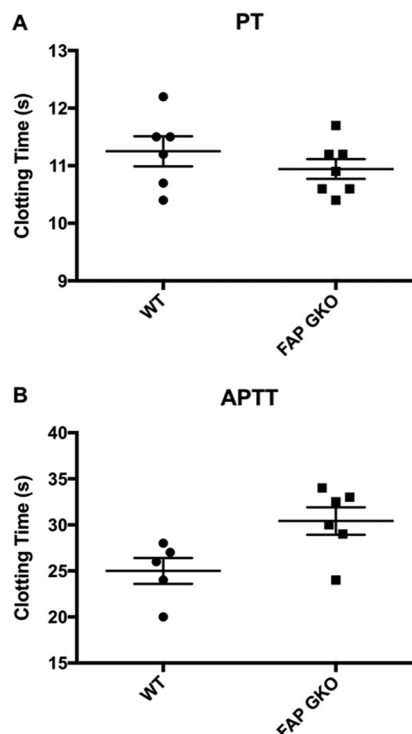 A
PT
Clotting Time (s)
13
12
11
10
9
WT
FAP GKO
B
APTT
Clotting Time (s)
40
35
30
25
20
15
WT
FAP GKO